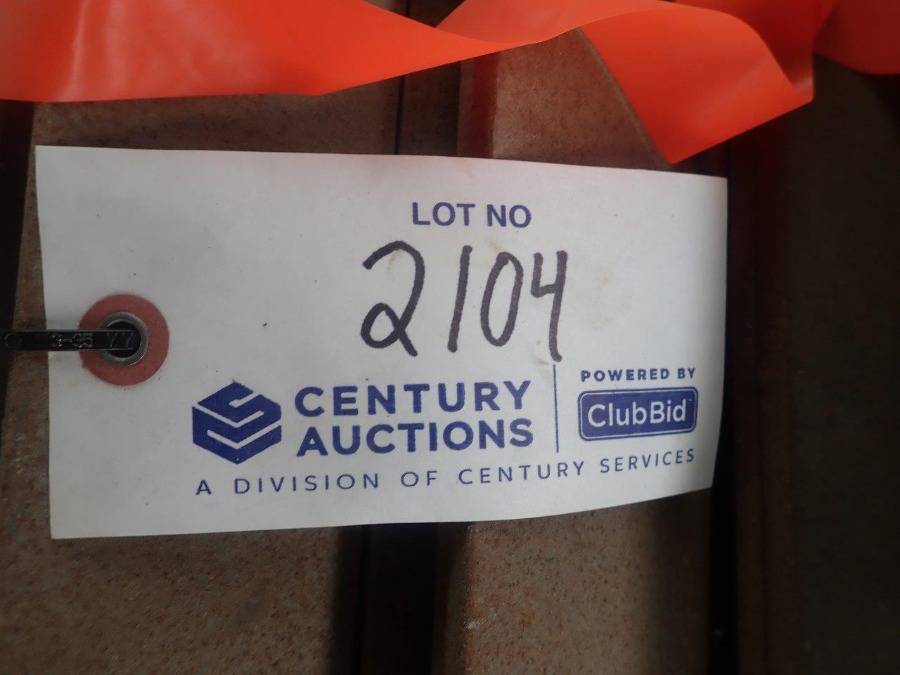 LOT NO
2104
CENTURY
AUCTIONS
POWERED BY
ClubBid
A DIVISION OF CENTURY SERVICES